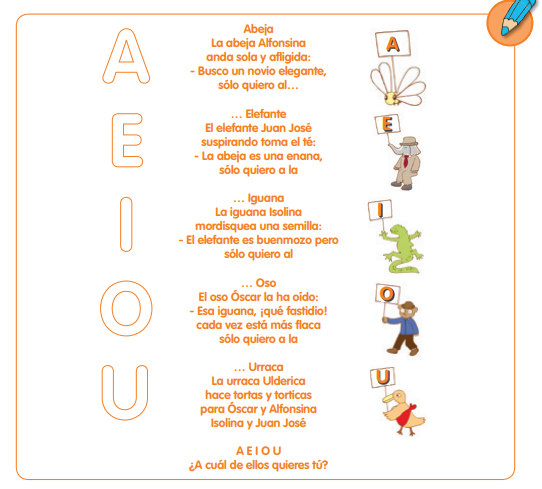 A
Abeja
La abeja Alfonsina
anda sola y afligida:
- Busco un novio elegante,
sólo quiero al...
A
E
... Elefante
El elefante Juan José
suspirando toma el té:
- La abeja es una enana,
sólo quiero a la
E
I
... Iguana
La iguana Isolina
mordisquea una semilla:
- El elefante es buenmozo pero
sólo quiero al
I
O
... Oso
El oso Óscar la ha oído:
- Esa iguana, ¡qué fastidio!
cada vez está más flaca
sólo quiero a la
O
U
... Urraca
La urraca Ulderica
hace tortas y torticas
para Óscar y Alfonsina
Isolina y Juan José
U
A E I O U
¿A cuál de ellos quieres tú?